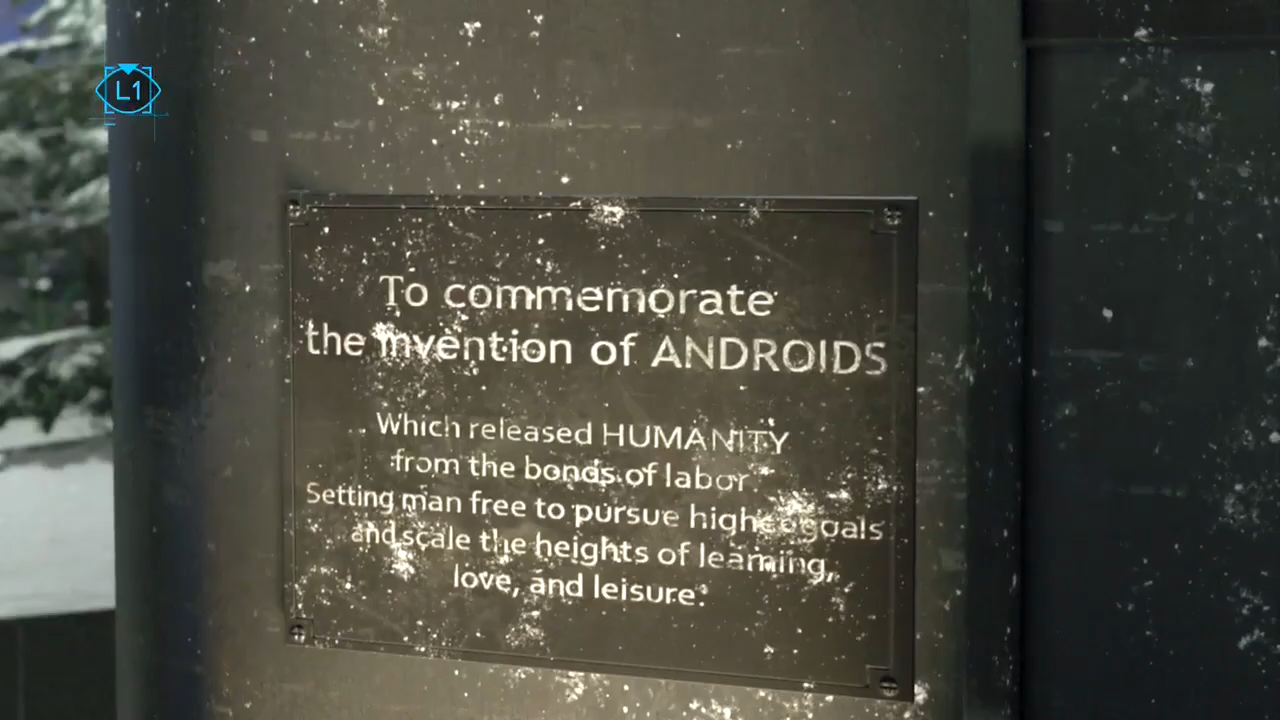 L1
To commemorate
the invention of ANDROIDS
Which released HUMANITY
from the bonds of labor.
Setting man free to pursue higher goals
and scale the heights of learning,
love, and leisure.